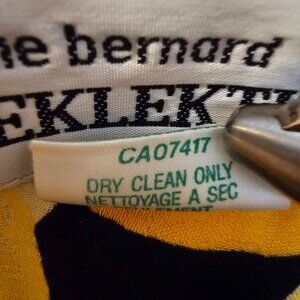 ne bernard
EKLEKT
CA07417
DRY CLEAN ONLY
NETTOYAGE A SEC